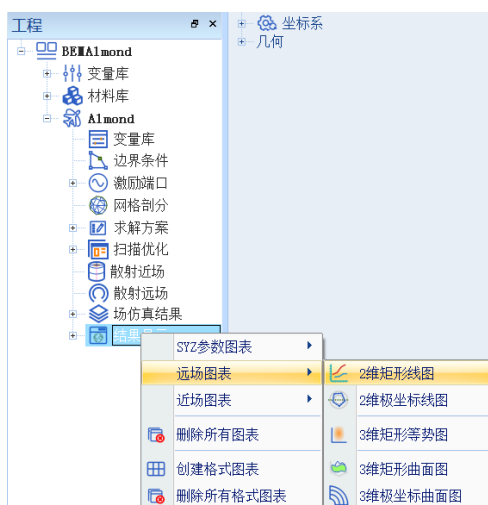 工程
BEMAlmond
变量库
材料库
Almond
变量库
边界条件
激励端口
网格剖分
求解方案
扫描优化
散射近场
散射远场
场仿真结果
结果显示
坐标系
几何
SYZ参数图表
远场图表
近场图表
删除所有图表
创建格式图表
删除所有格式图表
2维矩形线图
2维极坐标线图
3维矩形等势图
3维矩形曲面图
3维极坐标曲面图